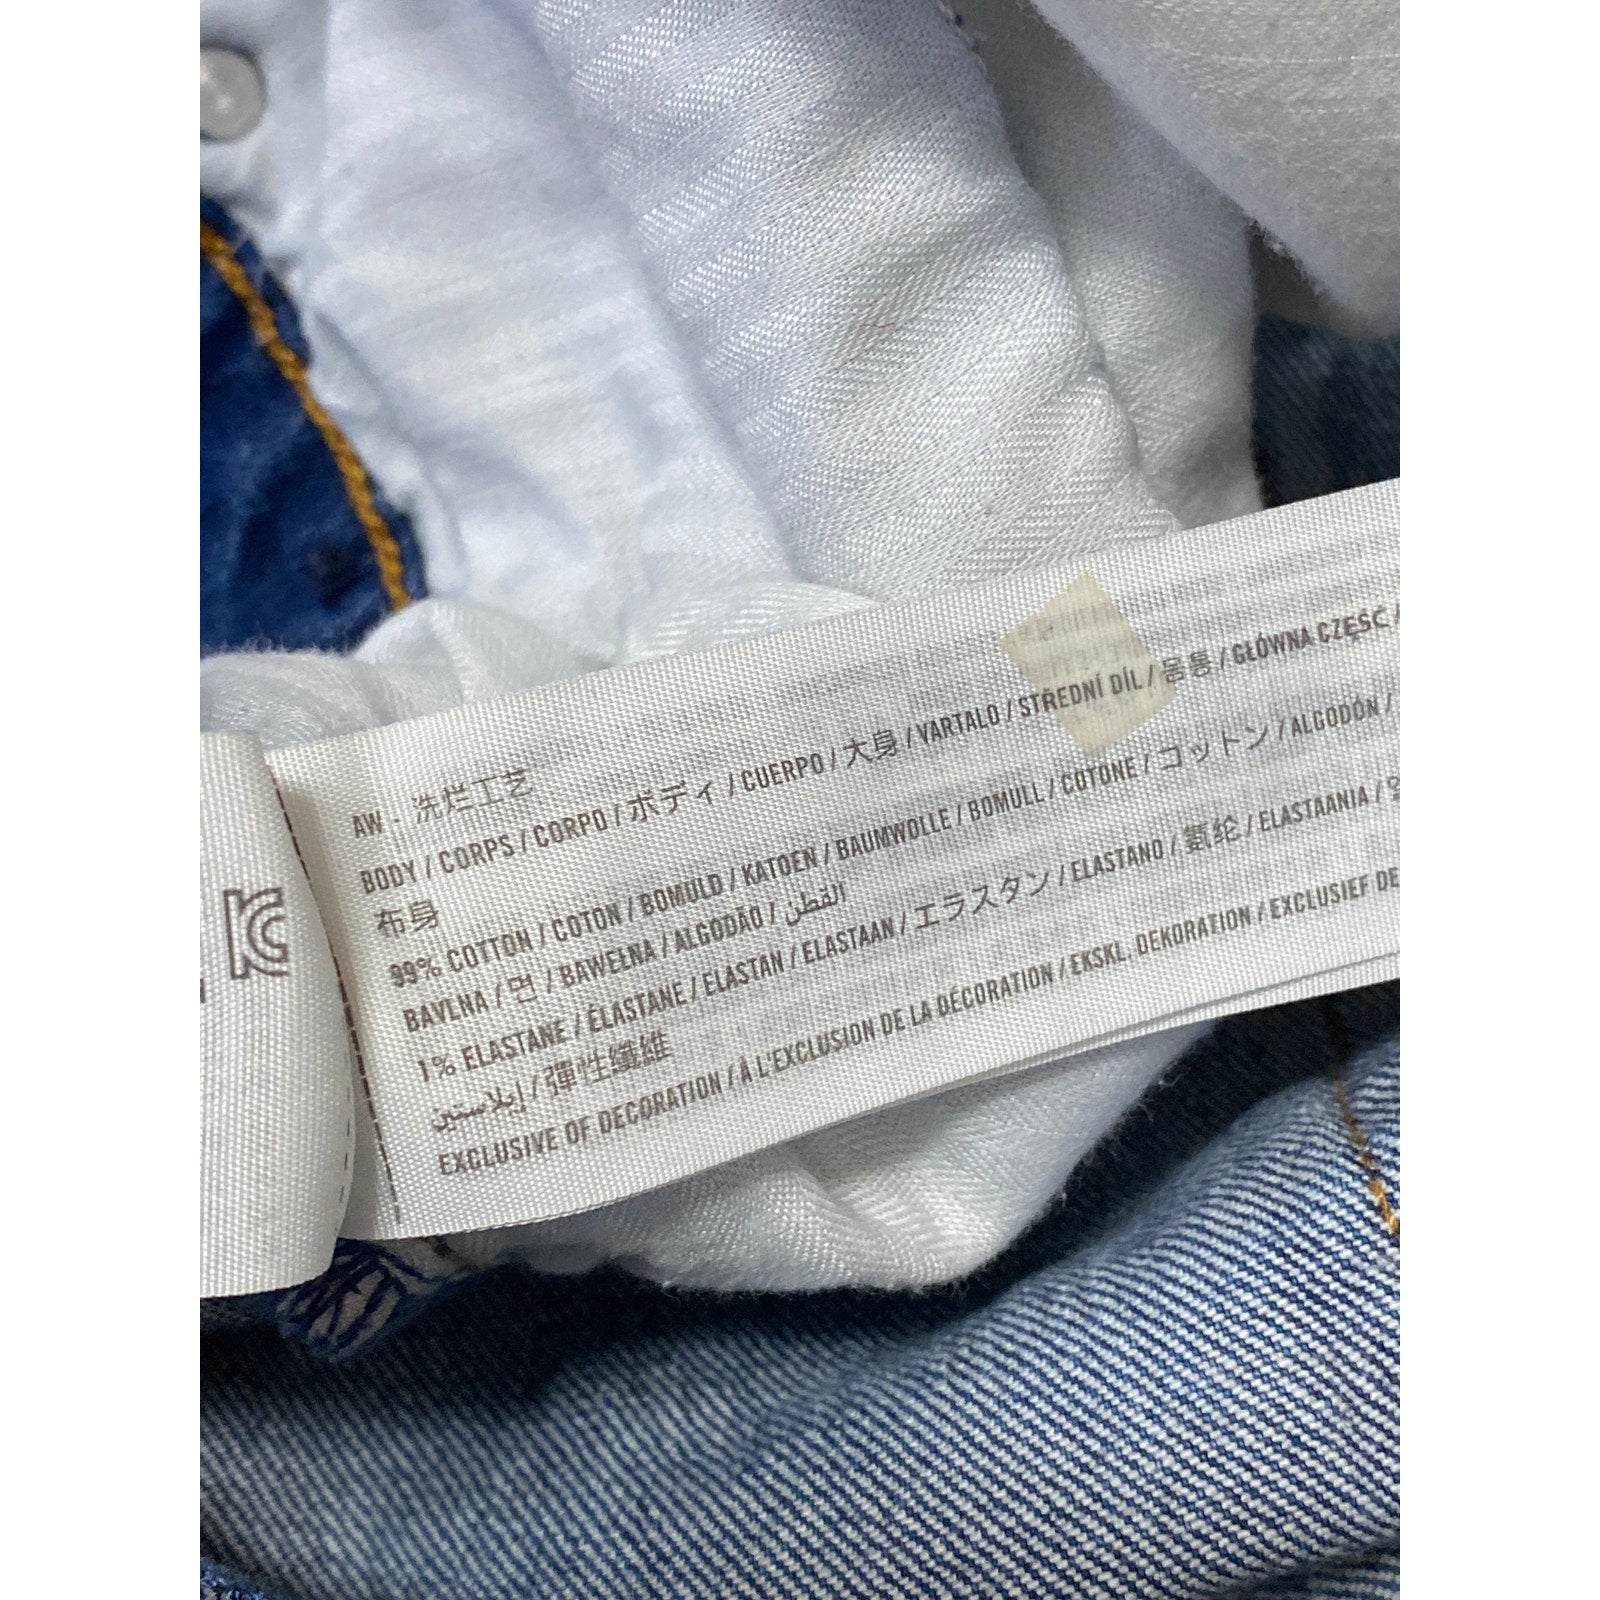 AW - 洗烂工艺
BODY / CORPS / CORPO / ボディ / CUERPO / 大身 / VARTALO / STŘEDNÍ DÍL / 몸통 / GŁÓWNA CZĘŚĆ /
布身
99% COTTON / COTON / BOMULD / KATOEN / BAUMWOLLE / BOMULL / COTONE / コットン / ALGODÓN /
BAVLNA / 면 / BAWEŁNA / ALGODÃO / القطن
1% ELASTANE / ÉLASTANE / ELASTAN / ELASTAAN / エラスタン / ELASTANO / 氨纶 / ELASTAANIA /
إيلاستين / 彈性纖維
EXCLUSIVE OF DECORATION / À L'EXCLUSION DE LA DÉCORATION / EKSKL. DEKORATION / EXCLUSIEF DE